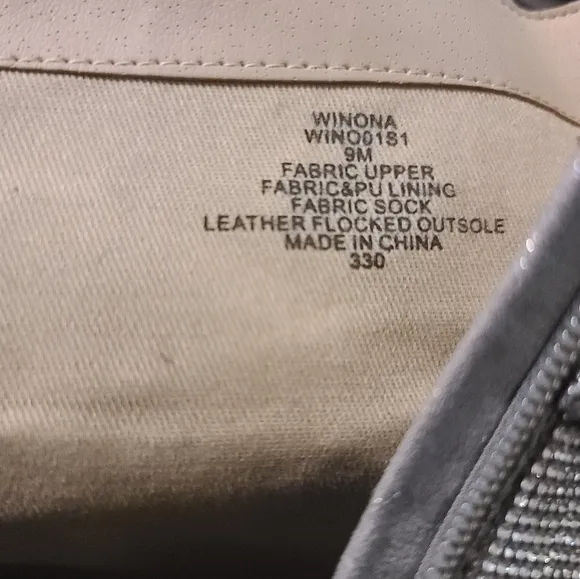 WINONA
WINO01S1
9M
FABRIC UPPER
FABRIC&PU LINING
FABRIC SOCK
LEATHER FLOCKED OUTSOLE
MADE IN CHINA
330